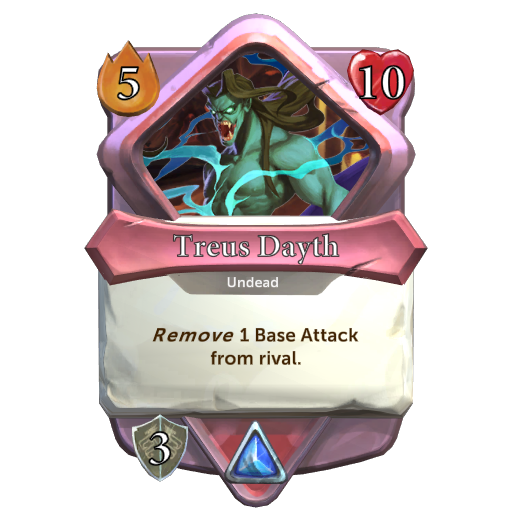 5
10
Treus Dayth
Undead
Remove 1 Base Attack
from rival.
3